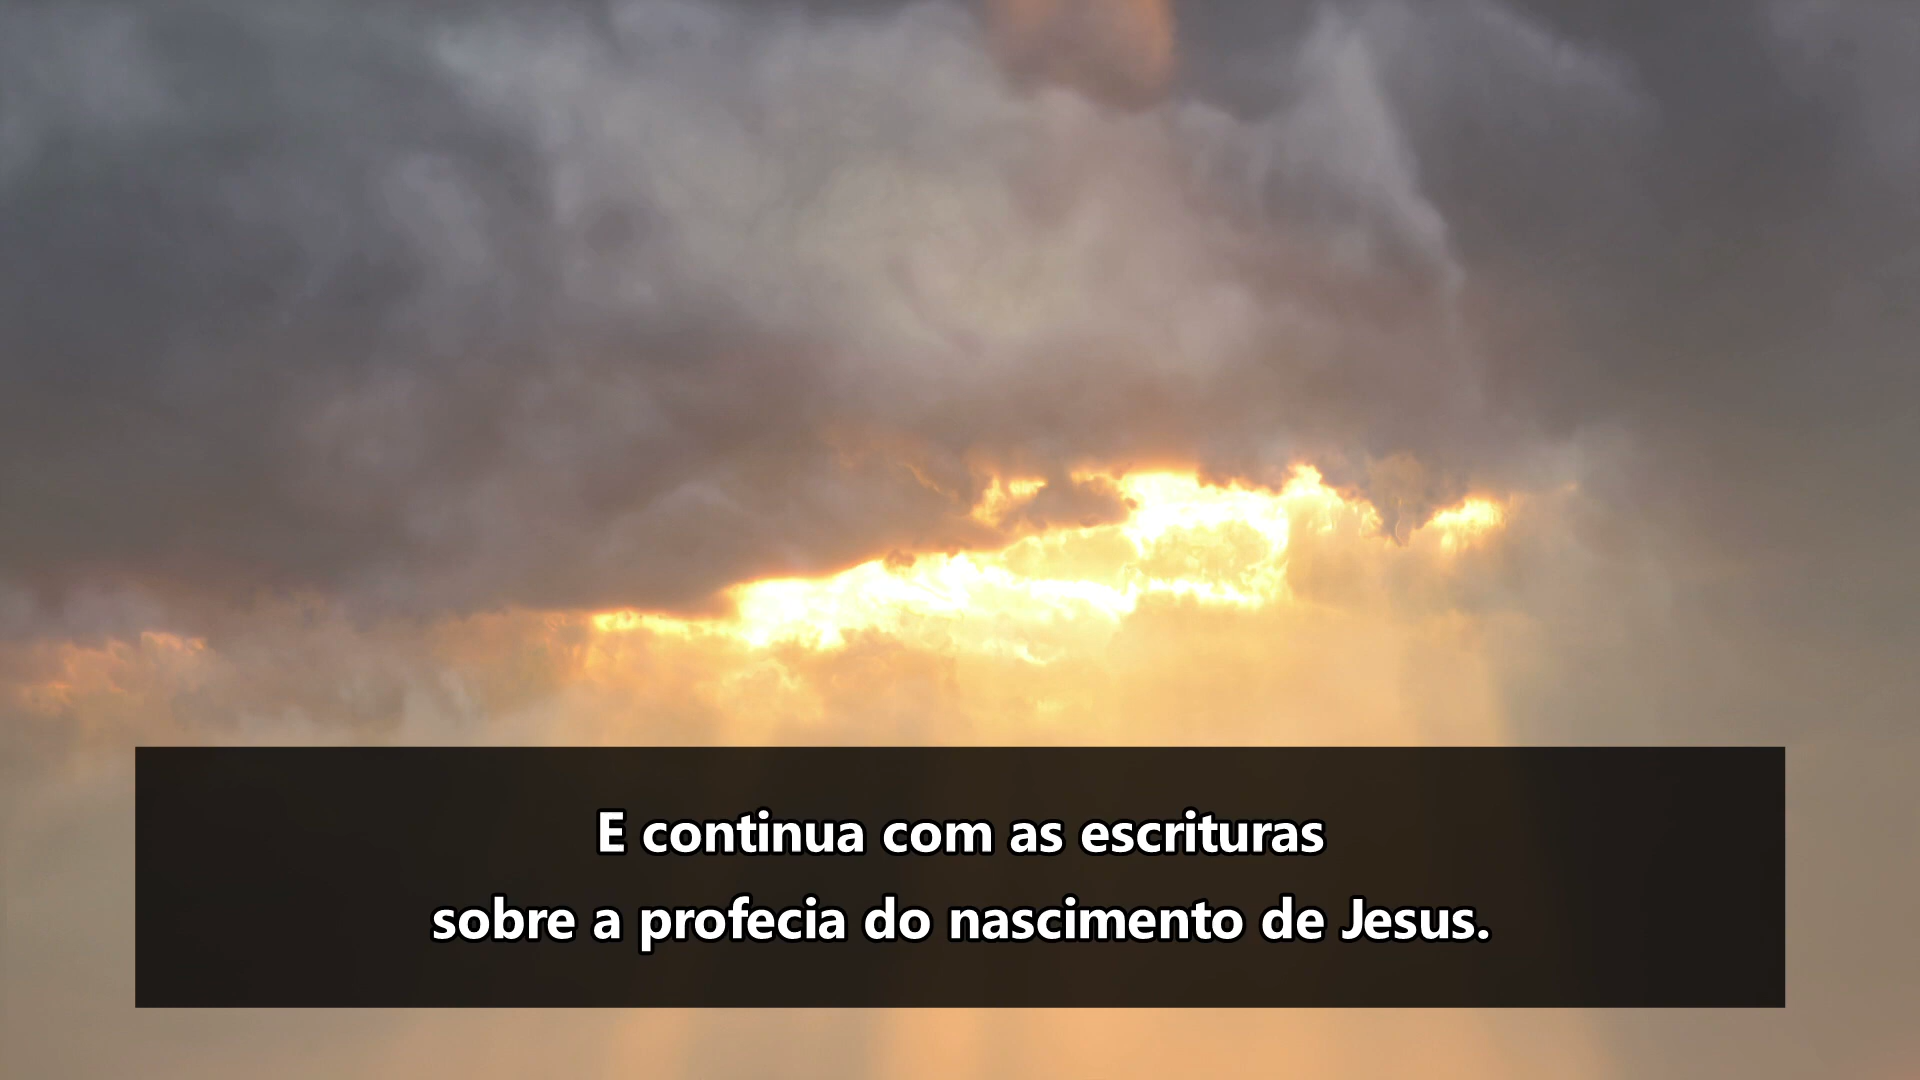 E continua com as escrituras
sobre a profecia do nascimento de Jesus.